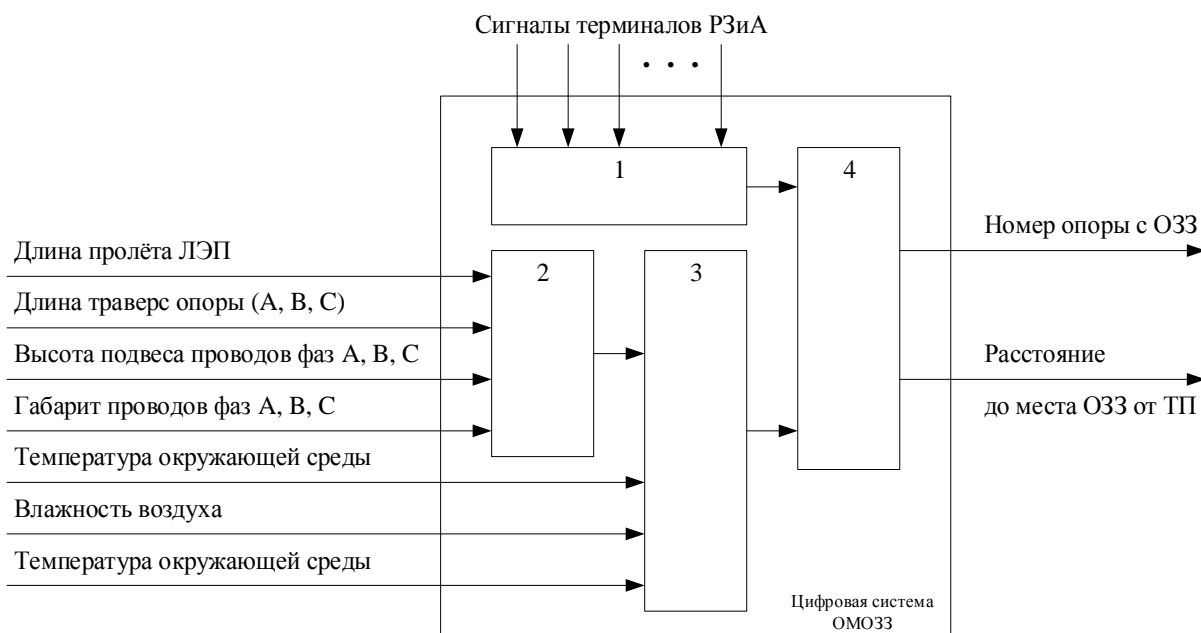 Сигналы терминалов РЗиА
. . .
1
4
Номер опоры с ОЗЗ
Длина пролёта ЛЭП
2
3
Длина траверс опоры (А, В, С)
Высота подвеса проводов фаз А, В, С
Расстояние
Габарит проводов фаз А, В, С
до места ОЗЗ от ТП
Температура окружающей среды
Влажность воздуха
Температура окружающей среды
Цифровая система
ОМОЗЗ